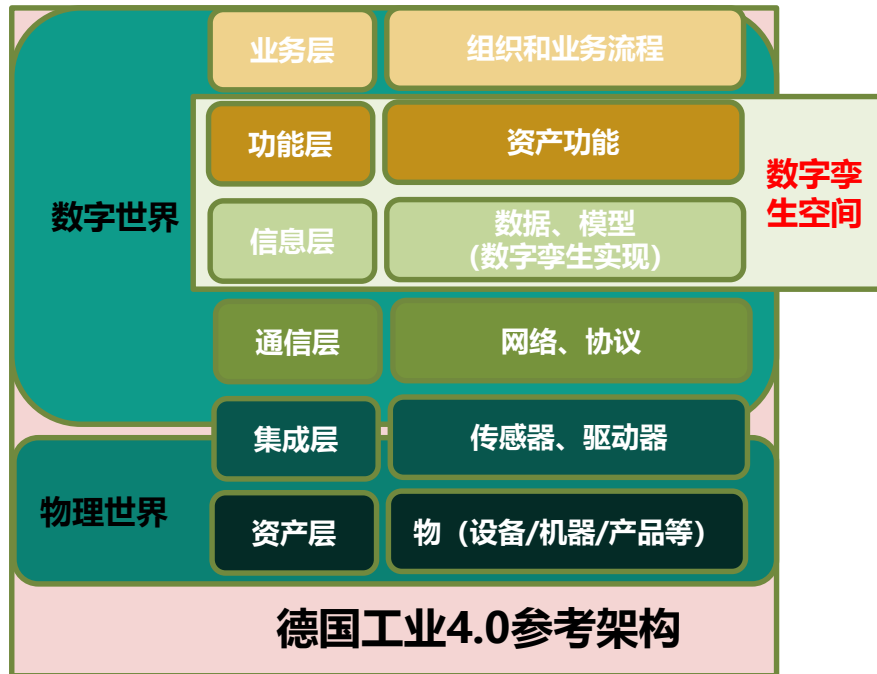 业务层
组织和业务流程
功能层
资产功能
数字孪
生空间
数字世界
信息层
数据、模型
(数字孪生实现)
通信层
网络、协议
集成层
传感器、驱动器
物理世界
资产层
物（设备/机器/产品等）
德国工业4.0参考架构